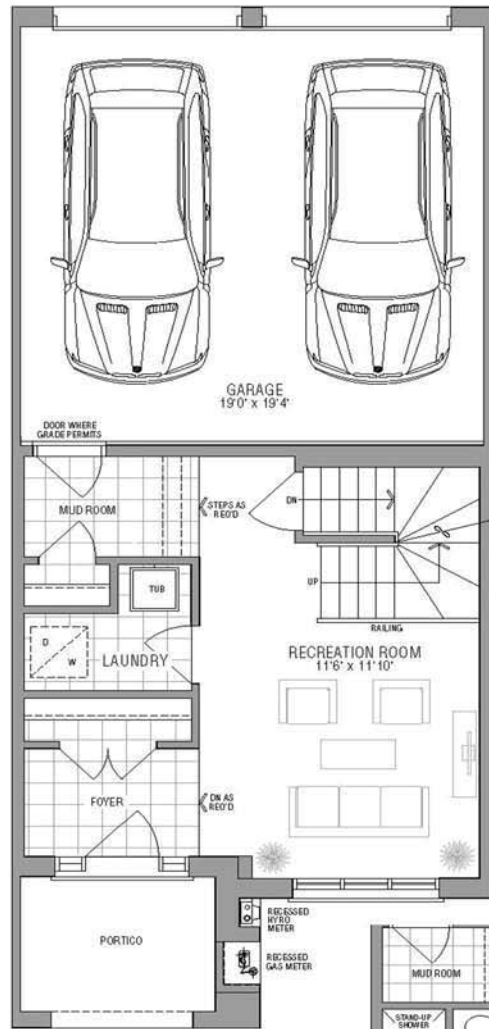 GARAGE
19'0" x 19'4"
DOOR WHERE
GRADE PERMITS
MUD ROOM
STEPS AS
REQ'D
DN
TUB
UP
RAILING
D
W
LAUNDRY
RECREATION ROOM
11'6" x 11'10"
FOYER
DN AS
REQ'D
PORTICO
RECESSED
HYRO
METER
RECESSED
GAS METER
MUD ROOM
STAND-UP
SHOWER